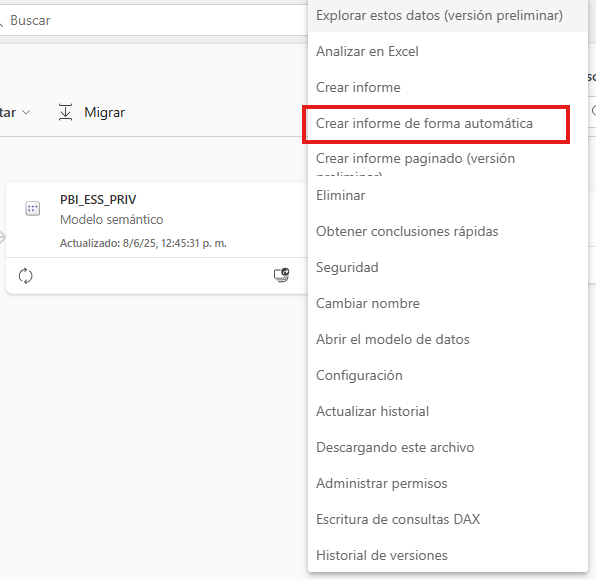 Buscar
Migrar
PBI_ESS_PRIV
Modelo semántico
Actualizado: 8/6/25, 12:45:31 p. m.
Explorar estos datos (versión preliminar)
Analizar en Excel
Crear informe
Crear informe de forma automática
Crear informe paginado (versión
preliminar)
Eliminar
Obtener conclusiones rápidas
Seguridad
Cambiar nombre
Abrir el modelo de datos
Configuración
Actualizar historial
Descargando este archivo
Administrar permisos
Escritura de consultas DAX
Historial de versiones